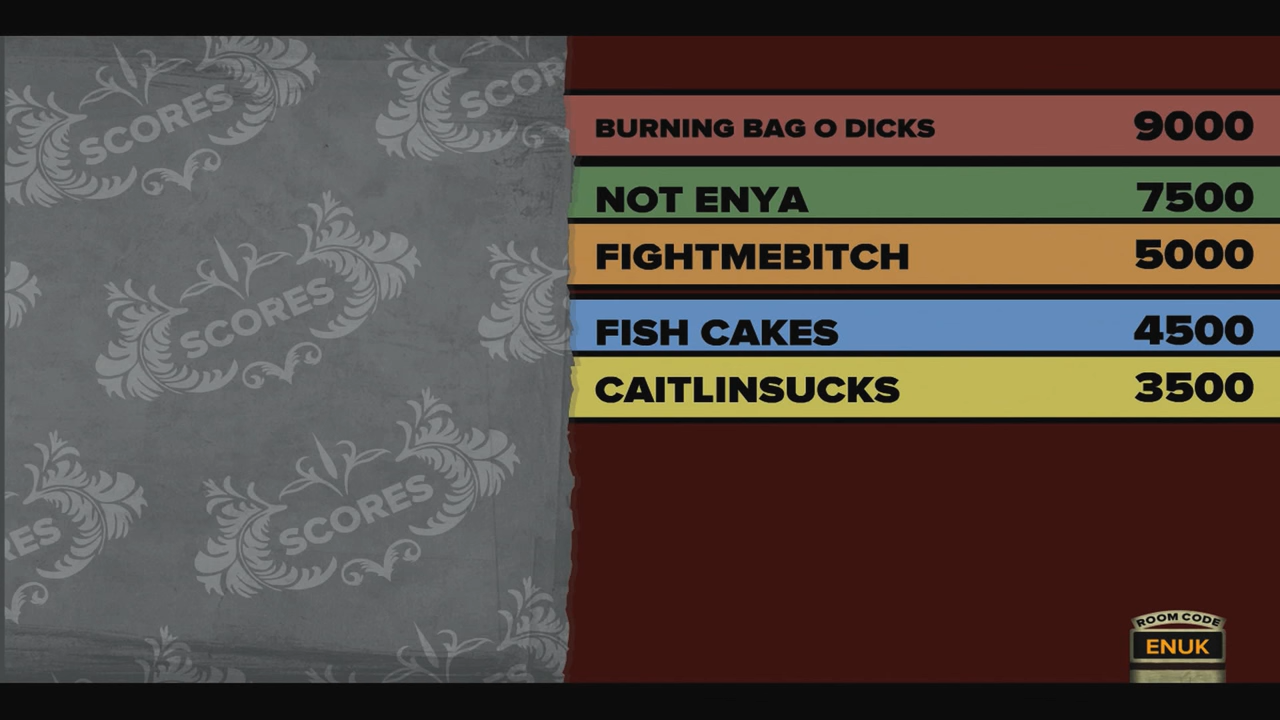 SCORES
SCORES
BURNING BAG O DICKS 9000
NOT ENYA 7500
FIGHTMEBITCH 5000
SCORES
FISH CAKES 4500
CAITLINSUCKS 3500
SCORES
RES
ROOM CODE
ENUK